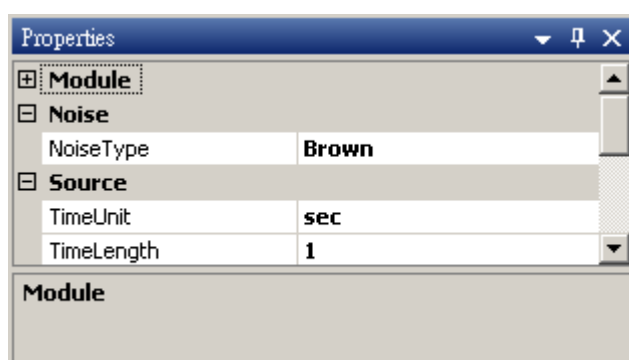 Properties
Module
Noise
NoiseType Brown
Source
TimeUnit sec
TimeLength 1
Module